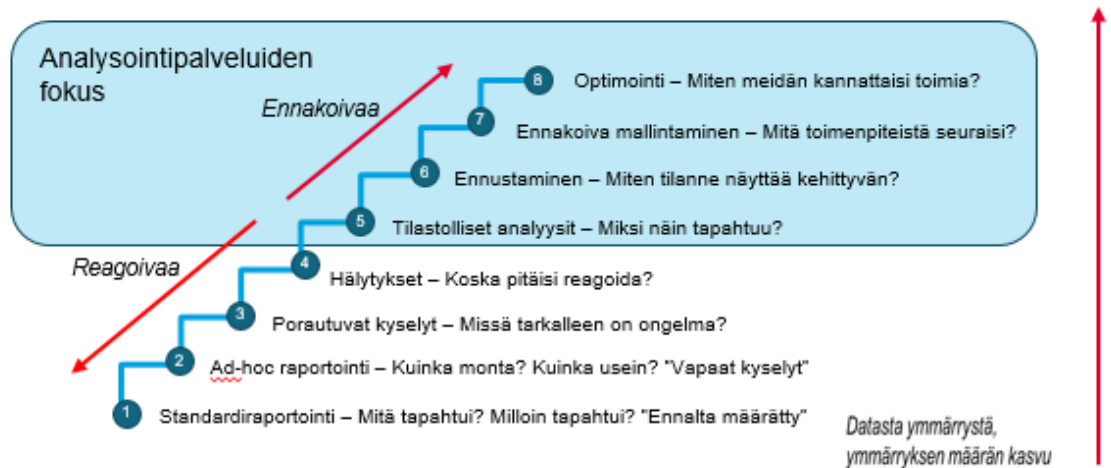 Analysointipalveluiden
fokus
Ennakoivaa
8 Optimointi – Miten meidän kannattaisi toimia?
7 Ennakoiva mallintaminen – Mitä toimenpiteistä seuraisi?
6 Ennustaminen – Miten tilanne näyttää kehittyvän?
5 Tilastolliset analyysit – Miksi näin tapahtuu?
Reagoivaa
4 Hälytykset – Koska pitäisi reagoida?
3 Porautuvat kyselyt – Missä tarkalleen on ongelma?
2 Ad-hoc raportointi – Kuinka monta? Kuinka usein? "Vapaat kyselyt"
1 Standardiraportointi – Mitä tapahtui? Milloin tapahtui? "Ennalta määrätty"
Datasta ymmärrystä,
ymmärryksen määrän kasvu